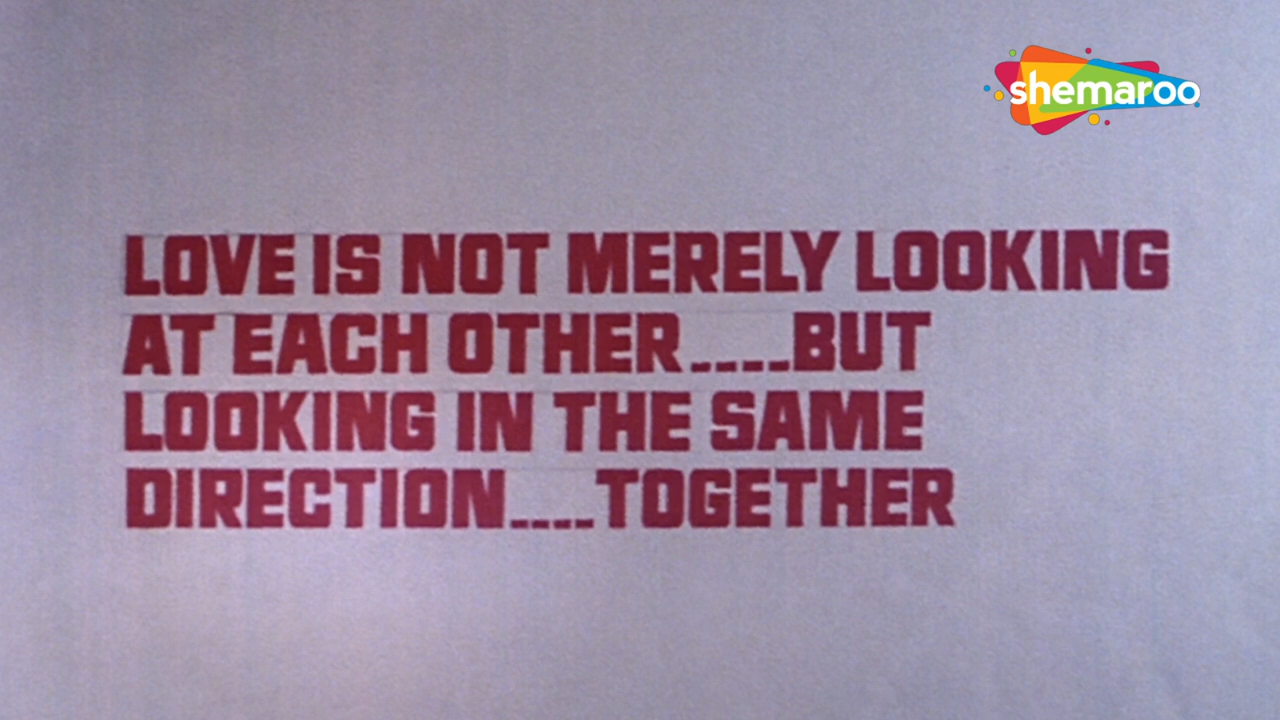 shemaroo
LOVE IS NOT MERELY LOOKING
AT EACH OTHER....BUT
LOOKING IN THE SAME
DIRECTION....TOGETHER